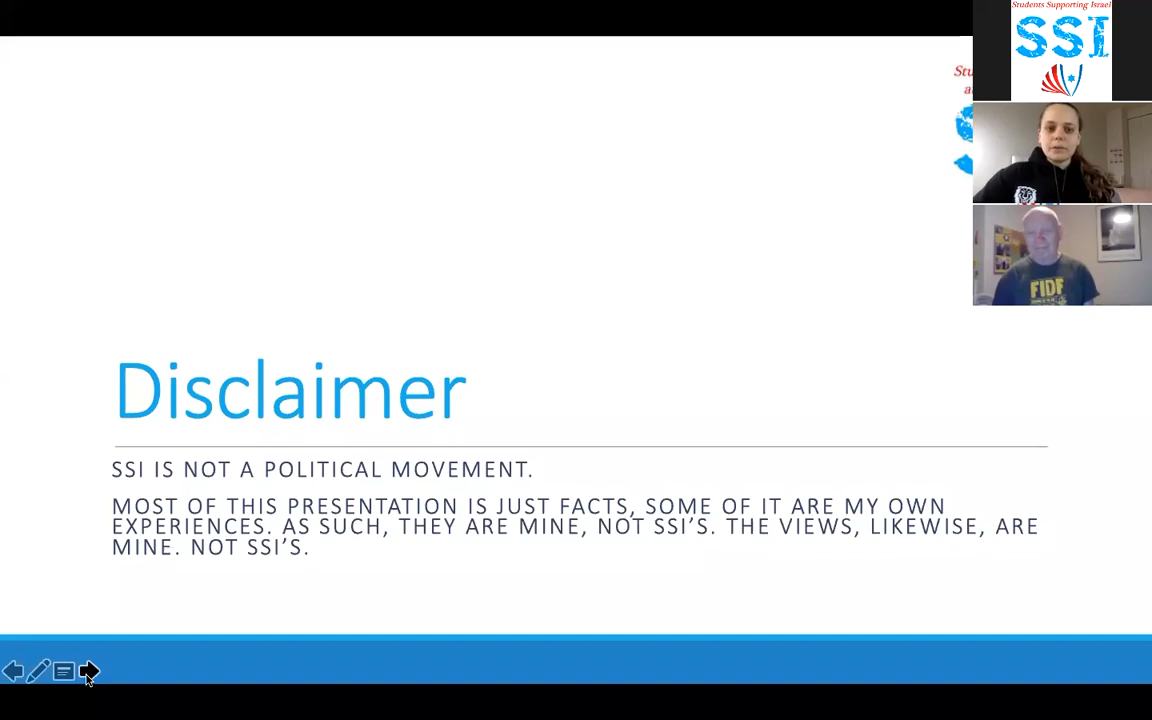 Students Supporting Israel
SSI
Disclaimer
SSI IS NOT A POLITICAL MOVEMENT.
MOST OF THIS PRESENTATION IS JUST FACTS, SOME OF IT ARE MY OWN
EXPERIENCES. AS SUCH, THEY ARE MINE, NOT SSI’S. THE VIEWS, LIKEWISE, ARE
MINE. NOT SSI’S.
FIDF